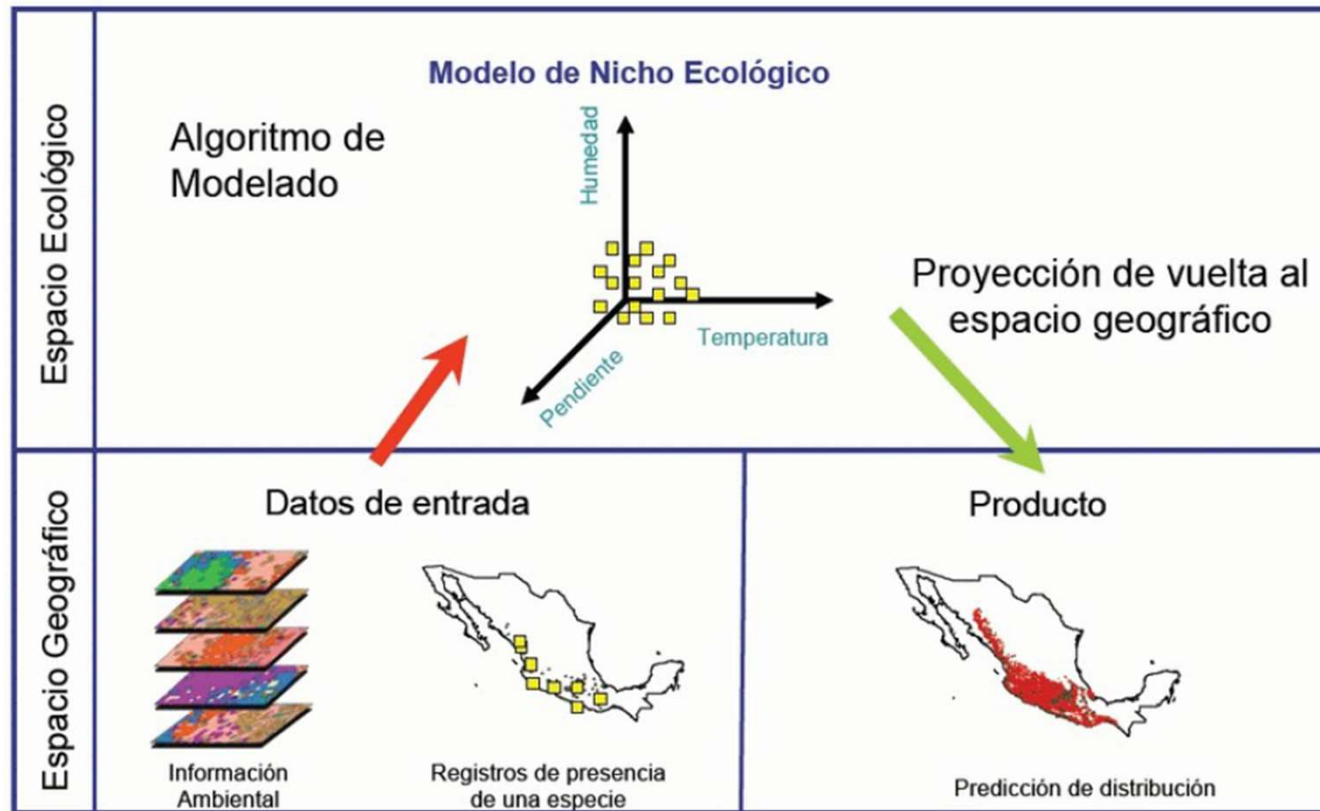 Espacio Ecológico
Modelo de Nicho Ecológico
Algoritmo de
Modelado
Humedad
Temperatura
Pendiente
Proyección de vuelta al
espacio geográfico
Espacio Geográfico
Datos de entrada
Información
Ambiental
Registros de presencia
de una especie
Producto
Predicción de distribución